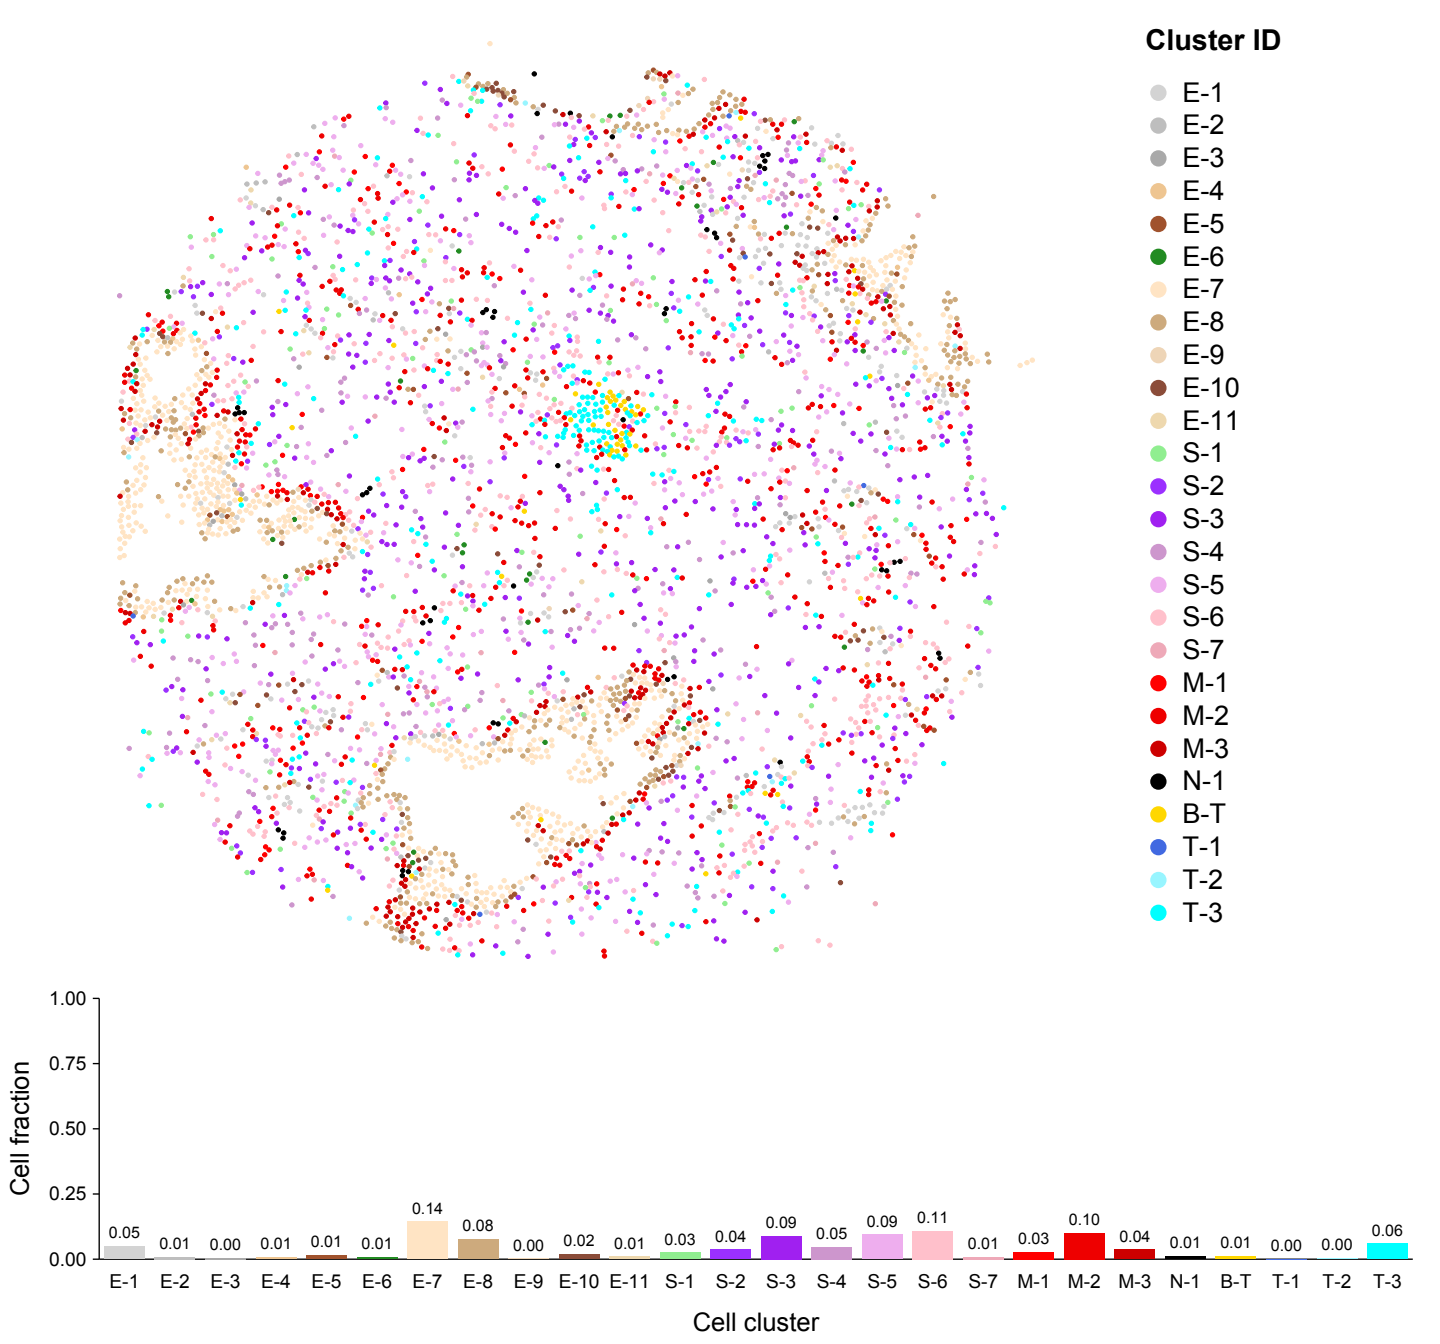 Cluster ID
E-1
E-2
E-3
E-4
E-5
E-6
E-7
E-8
E-9
E-10
E-11
S-1
S-2
S-3
S-4
S-5
S-6
S-7
M-1
M-2
M-3
N-1
B-T
T-1
T-2
T-3
1.00
0.75
0.50
0.25
0.00
Cell fraction
0.05 0.01 0.00 0.01 0.01 0.01 0.14 0.08 0.00 0.02 0.01 0.03 0.04 0.09 0.05 0.09 0.11 0.01 0.03 0.10 0.04 0.01 0.01 0.00 0.00 0.06
E-1 E-2 E-3 E-4 E-5 E-6 E-7 E-8 E-9 E-10 E-11 S-1 S-2 S-3 S-4 S-5 S-6 S-7 M-1 M-2 M-3 N-1 B-T T-1 T-2 T-3
Cell cluster